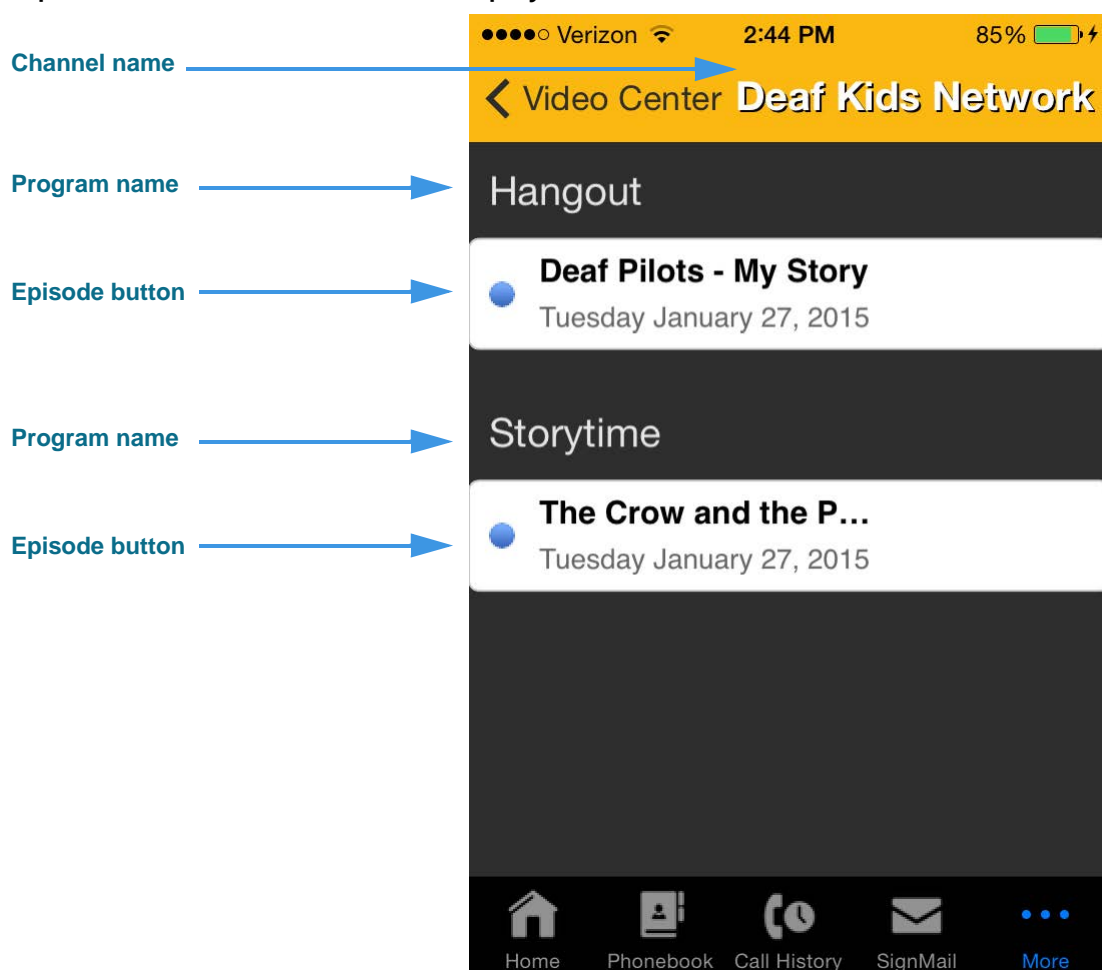 ●●●●○ Verizon 2:44 PM 85%
Channel name
Video Center Deaf Kids Network
Program name
Hangout
Deaf Pilots - My Story
Episode button
Tuesday January 27, 2015
Program name
Storytime
The Crow and the P...
Episode button
Tuesday January 27, 2015
Home Phonebook Call History SignMail More